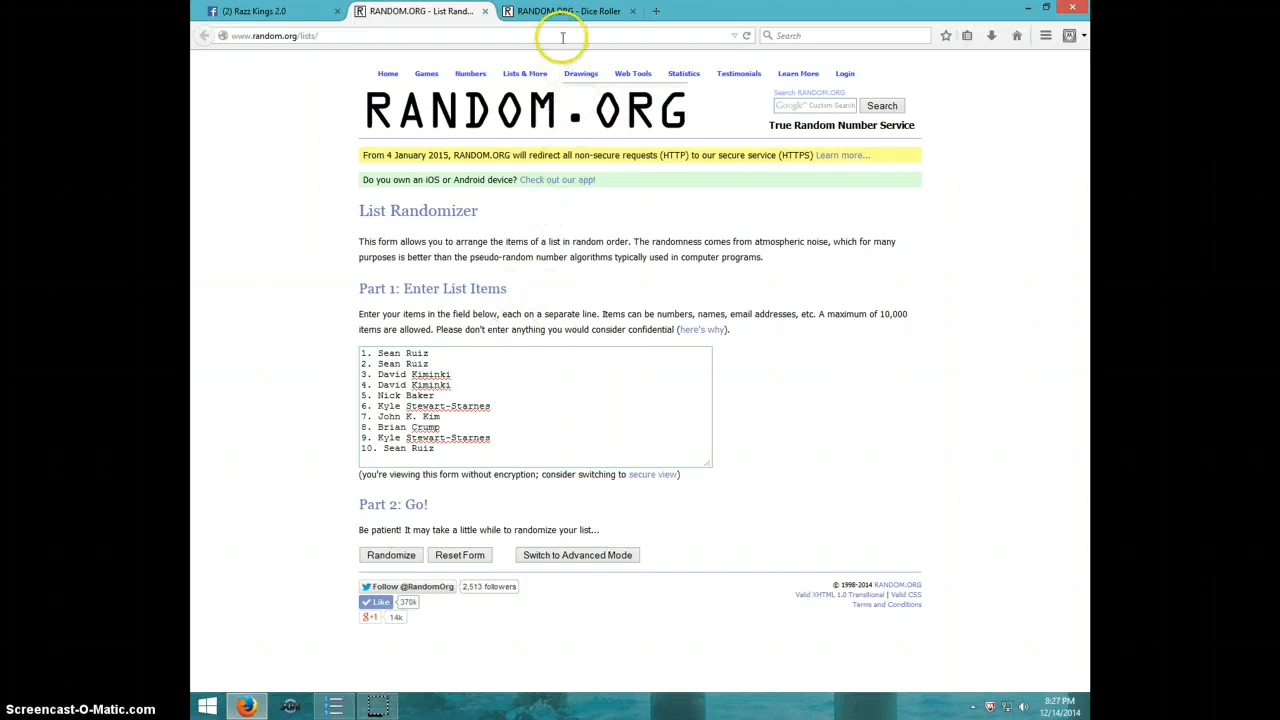 (2) Razz Kings 2.0
RANDOM.ORG - List Rand...
RANDOM.ORG - Dice Roller
www.random.org/lists/
Search
Home Games Numbers Lists & More Drawings Web Tools Statistics Testimonials Learn More Login
RANDOM.ORG
Search RANDOM.ORG
Google™ Custom Search
Search
True Random Number Service
From 4 January 2015, RANDOM.ORG will redirect all non-secure requests (HTTP) to our secure service (HTTPS) Learn more...
Do you own an iOS or Android device? Check out our app!
List Randomizer
This form allows you to arrange the items of a list in random order. The randomness comes from atmospheric noise, which for many
purposes is better than the pseudo-random number algorithms typically used in computer programs.
Part 1: Enter List Items
Enter your items in the field below, each on a separate line. Items can be numbers, names, email addresses, etc. A maximum of 10,000
items are allowed. Please don't enter anything you would consider confidential (here's why).
1. Sean Ruiz
2. Sean Ruiz
3. David Kiminki
4. David Kiminki
5. Nick Baker
6. Kyle Stewart-Starnes
7. John K. Kim
8. Brian Crump
9. Kyle Stewart-Starnes
10. Sean Ruiz
(you're viewing this form without encryption; consider switching to secure view)
Part 2: Go!
Be patient! It may take a little while to randomize your list...
Randomize Reset Form Switch to Advanced Mode
Follow @RandomOrg 2,513 followers
Like 370k
g+1 14k
© 1998-2014 RANDOM.ORG
Valid XHTML 1.0 Transitional | Valid CSS
Terms and Conditions
8:27 PM
12/14/2014
Screencast-O-Matic.com